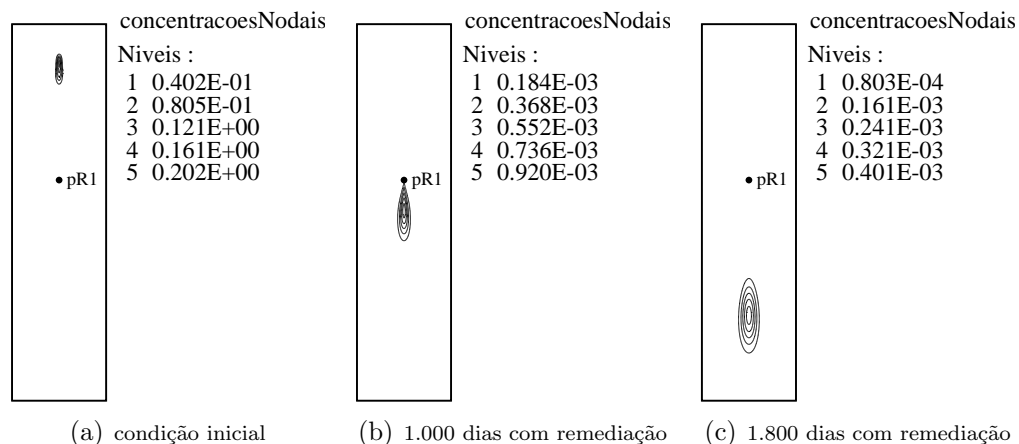 concentracoesNodais
Niveis :
1 0.402E-01
2 0.805E-01
3 0.121E+00
4 0.161E+00
5 0.202E+00
pR1
(a) condição inicial
concentracoesNodais
Niveis :
1 0.184E-03
2 0.368E-03
3 0.552E-03
4 0.736E-03
5 0.920E-03
pR1
(b) 1.000 dias com remediação
concentracoesNodais
Niveis :
1 0.803E-04
2 0.161E-03
3 0.241E-03
4 0.321E-03
5 0.401E-03
pR1
(c) 1.800 dias com remediação